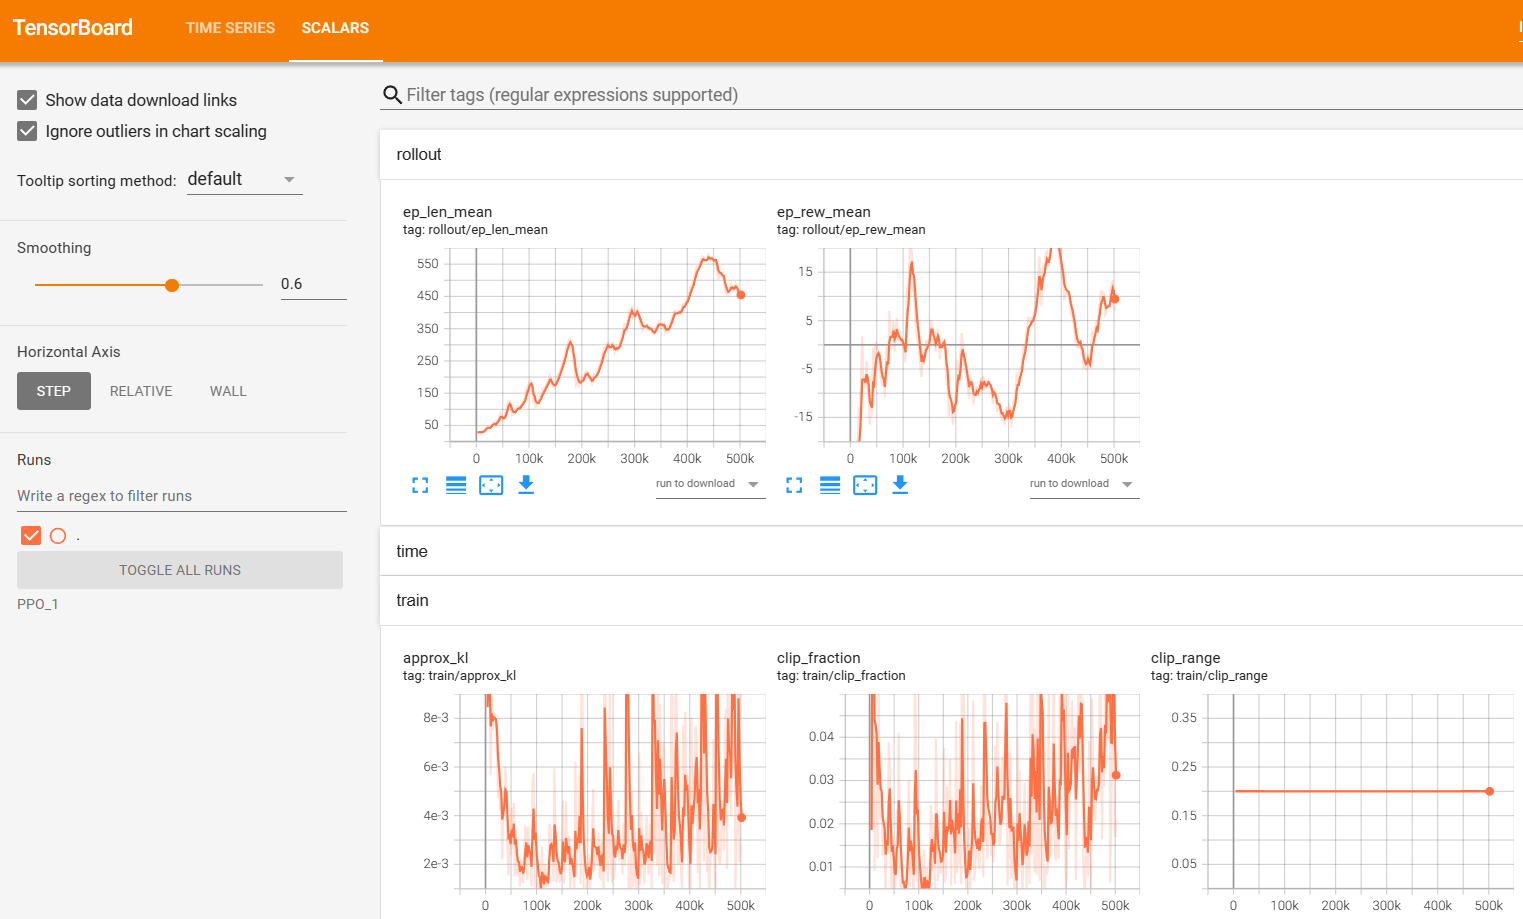 TensorBoard
TIME SERIES
SCALARS
Show data download links
Ignore outliers in chart scaling
Tooltip sorting method: default
Smoothing
0.6
Horizontal Axis
STEP
RELATIVE
WALL
Runs
Write a regex to filter runs
.
TOGGLE ALL RUNS
PPO_1
Filter tags (regular expressions supported)
rollout
ep_len_mean
tag: rollout/ep_len_mean
550
450
350
250
150
50
0 100k 200k 300k 400k 500k
run to download
ep_rew_mean
tag: rollout/ep_rew_mean
15
5
-5
-15
0 100k 200k 300k 400k 500k
run to download
time
train
approx_kl
tag: train/approx_kl
8e-3
6e-3
4e-3
2e-3
0 100k 200k 300k 400k 500k
clip_fraction
tag: train/clip_fraction
0.04
0.03
0.02
0.01
0 100k 200k 300k 400k 500k
clip_range
tag: train/clip_range
0.35
0.25
0.15
0.05
0 100k 200k 300k 400k 500k